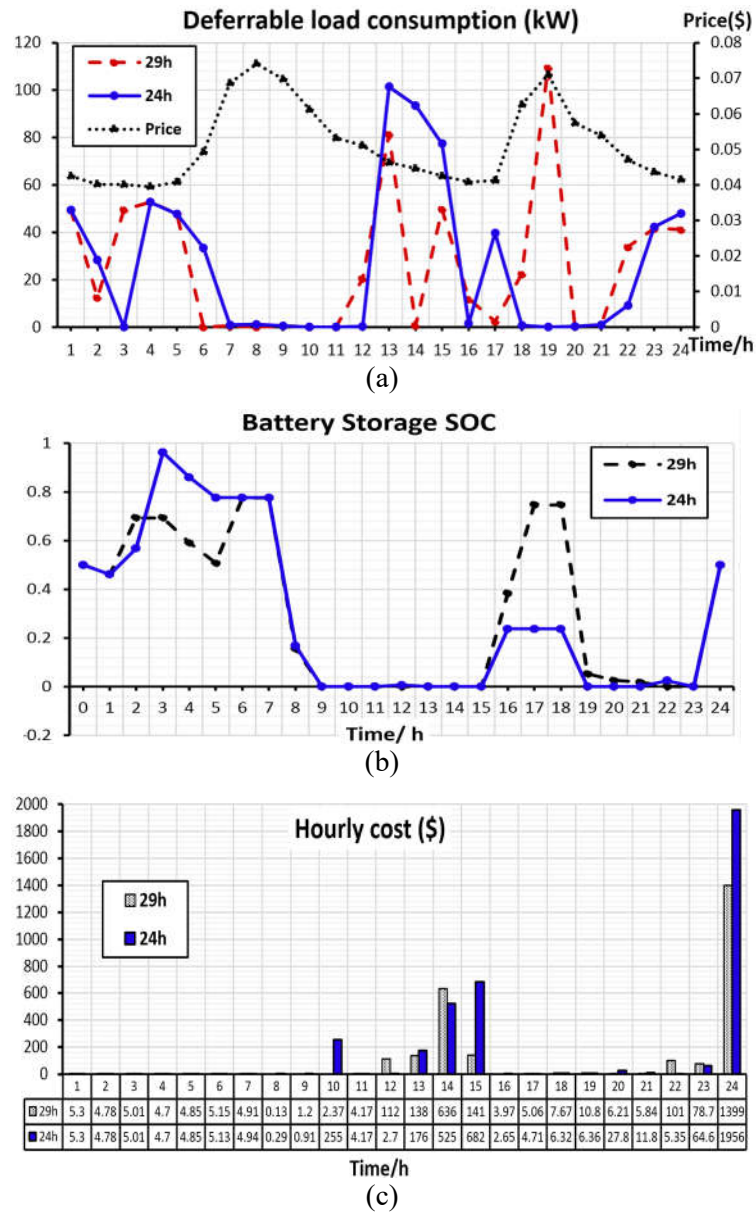 Deferrable load consumption (kW) Price($)
120 0.08
100 0.07
80 0.06
60 0.05
40 0.04
20 0.03
0 0.02
0.01
0
29h
24h
Price
1 2 3 4 5 6 7 8 9 10 11 12 13 14 15 16 17 18 19 20 21 22 23 24 Time/h
(a)
Battery Storage SOC
1
0.8
0.6
0.4
0.2
0
-0.2
29h
24h
0 1 2 3 4 5 6 7 8 9 10 11 12 13 14 15 16 17 18 19 20 21 22 23 24
Time/ h
(b)
Hourly cost ($)
2000
1800
1600
1400
1200
1000
800
600
400
200
0
29h
24h
1 2 3 4 5 6 7 8 9 10 11 12 13 14 15 16 17 18 19 20 21 22 23 24
29h 5.3 4.78 5.01 4.7 4.85 5.15 4.91 0.13 1.2 2.37 4.17 112 138 636 141 3.97 5.06 7.67 10.8 6.21 5.84 101 78.7 1399
24h 5.3 4.78 5.01 4.7 4.85 5.13 4.94 0.29 0.91 255 4.17 2.7 176 525 682 2.65 4.71 6.32 6.36 27.8 11.8 5.35 64.6 1956
Time/h
(c)